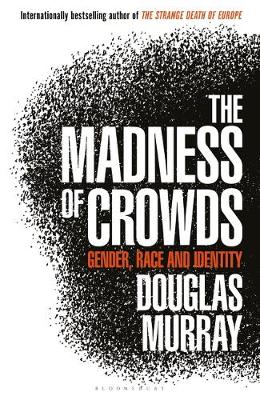 Internationally bestselling author of THE STRANGE DEATH OF EUROPE
THE
MADNESS
OF CROWDS
GENDER, RACE AND IDENTITY
DOUGLAS
MURRAY
BLOOMSBURY